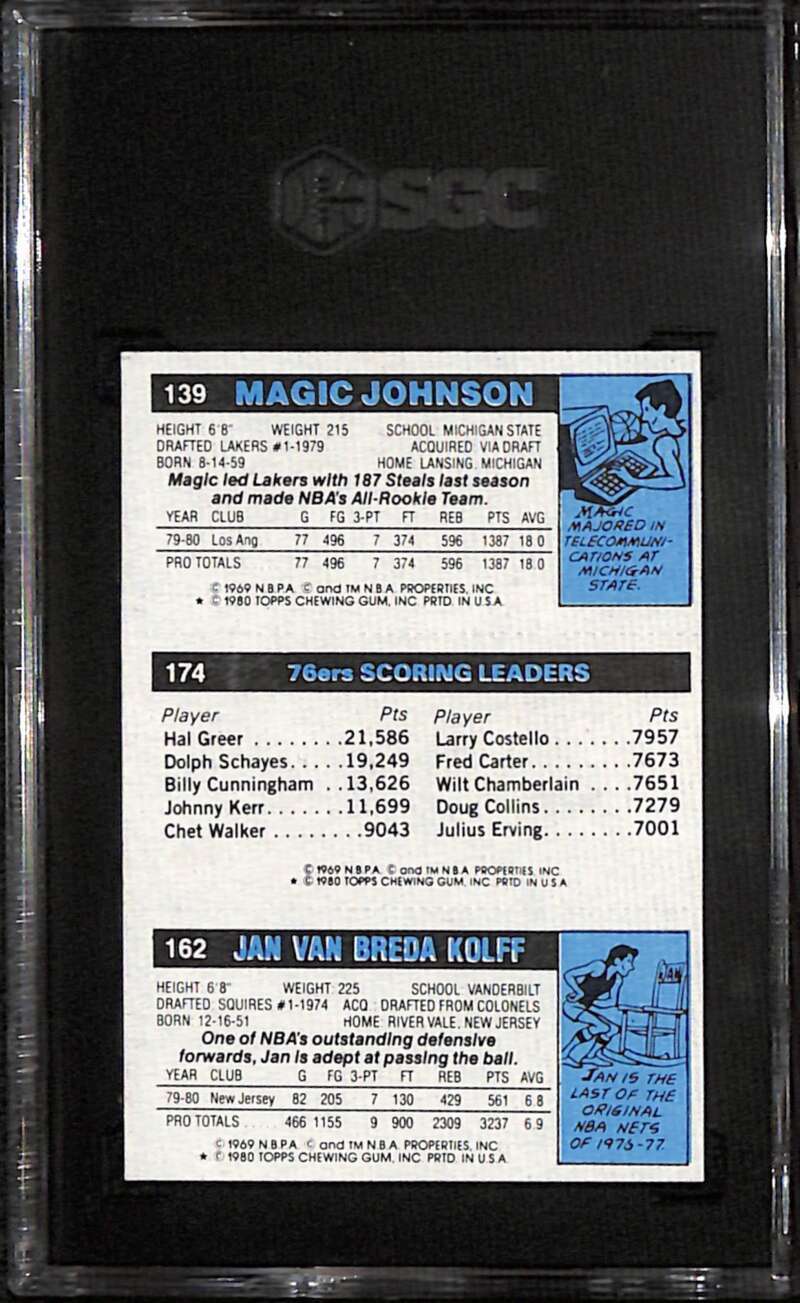 SGC
139 MAGIC JOHNSON
HEIGHT 6'8" WEIGHT 215 SCHOOL MICHIGAN STATE
DRAFTED LAKERS #1-1979 ACQUIRED VIA DRAFT
BORN 8-14-59 HOME LANSING, MICHIGAN
Magic led Lakers with 187 Steals last season
and made NBA's All-Rookie Team.
YEAR CLUB G FG 3-PT FT REB PTS AVG
79-80 Los Ang 77 496 7 374 596 1387 18.0
PRO TOTALS 77 496 7 374 596 1387 18.0
© 1969 N.B.P.A. © and TM N.B.A. PROPERTIES, INC.
★ © 1980 TOPPS CHEWING GUM, INC. PRTD. IN U.S.A.
MAGIC
MAJORED IN
TELECOMMUNI-
CATIONS AT
MICHIGAN
STATE.
174 76ers SCORING LEADERS
Player Pts Player Pts
Hal Greer ........21,586 Larry Costello.......7957
Dolph Schayes.....19,249 Fred Carter.........7673
Billy Cunningham ..13,626 Wilt Chamberlain ....7651
Johnny Kerr.......11,699 Doug Collins........7279
Chet Walker ........9043 Julius Erving........7001
© 1969 N.B.P.A. © and TM N.B.A. PROPERTIES, INC.
★ © 1980 TOPPS CHEWING GUM, INC. PRTD. IN U.S.A.
162 JAN VAN BREDA KOLFF
HEIGHT 6'8" WEIGHT 225 SCHOOL VANDERBILT
DRAFTED SQUIRES #1-1974 ACQ.: DRAFTED FROM COLONELS
BORN 12-16-51 HOME: RIVER VALE, NEW JERSEY
One of NBA's outstanding defensive
forwards, Jan is adept at passing the ball.
YEAR CLUB G FG 3-PT FT REB PTS AVG
79-80 New Jersey 82 205 7 130 429 561 6.8
PRO TOTALS .... 466 1155 9 900 2309 3237 6.9
© 1969 N.B.P.A. © and TM N.B.A. PROPERTIES, INC.
★ © 1980 TOPPS CHEWING GUM, INC. PRTD. IN U.S.A.
JAN
JAN IS THE
LAST OF THE
ORIGINAL
NBA NETS
OF 1976-77.